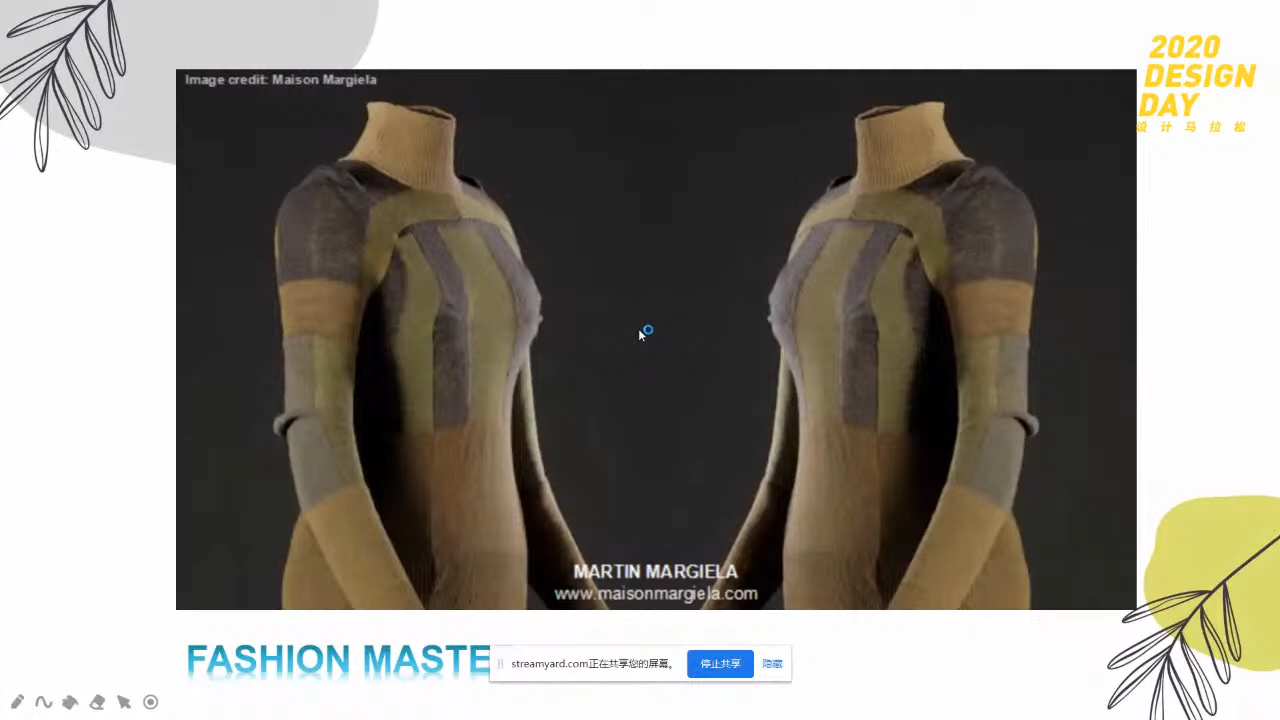 2020
DESIGN
DAY
设计马拉松
Image credit: Maison Margiela
MARTIN MARGIELA
www.maisonmargiela.com
FASHION MASTE
streamyard.com正在共享您的屏幕。
停止共享
隐藏